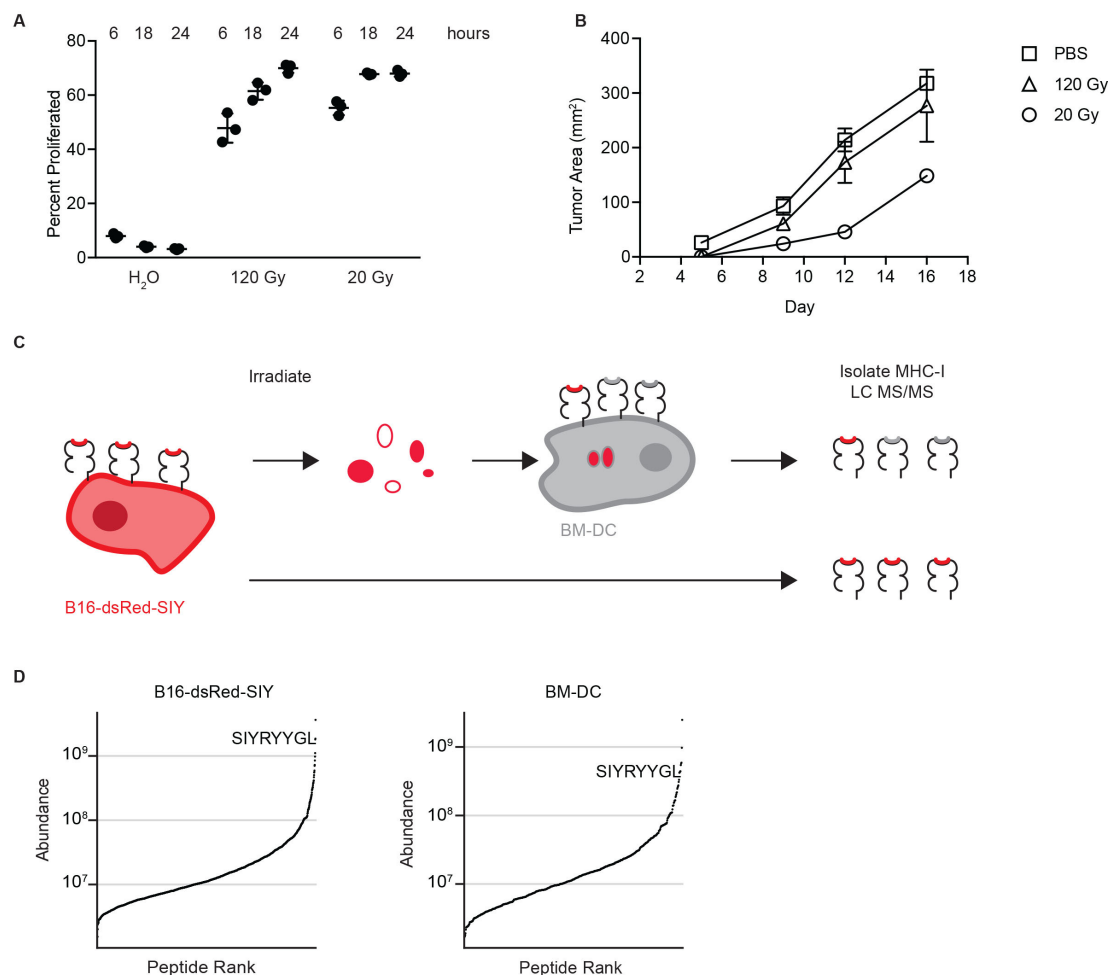 A
6 18 24 6 18 24 6 18 24 hours
80
60
40
20
0
Percent Proliferated
H₂O 120 Gy 20 Gy
B
400
300
200
100
0
Tumor Area (mm²)
2 4 6 8 10 12 14 16 18
Day
PBS
120 Gy
20 Gy
C
Irradiate
Isolate MHC-I
LC MS/MS
BM-DC
B16-dsRed-SIY
D
B16-dsRed-SIY
SIYRYYGL
10⁹
10⁸
10⁷
Abundance
Peptide Rank
BM-DC
SIYRYYGL
10⁹
10⁸
10⁷
Abundance
Peptide Rank